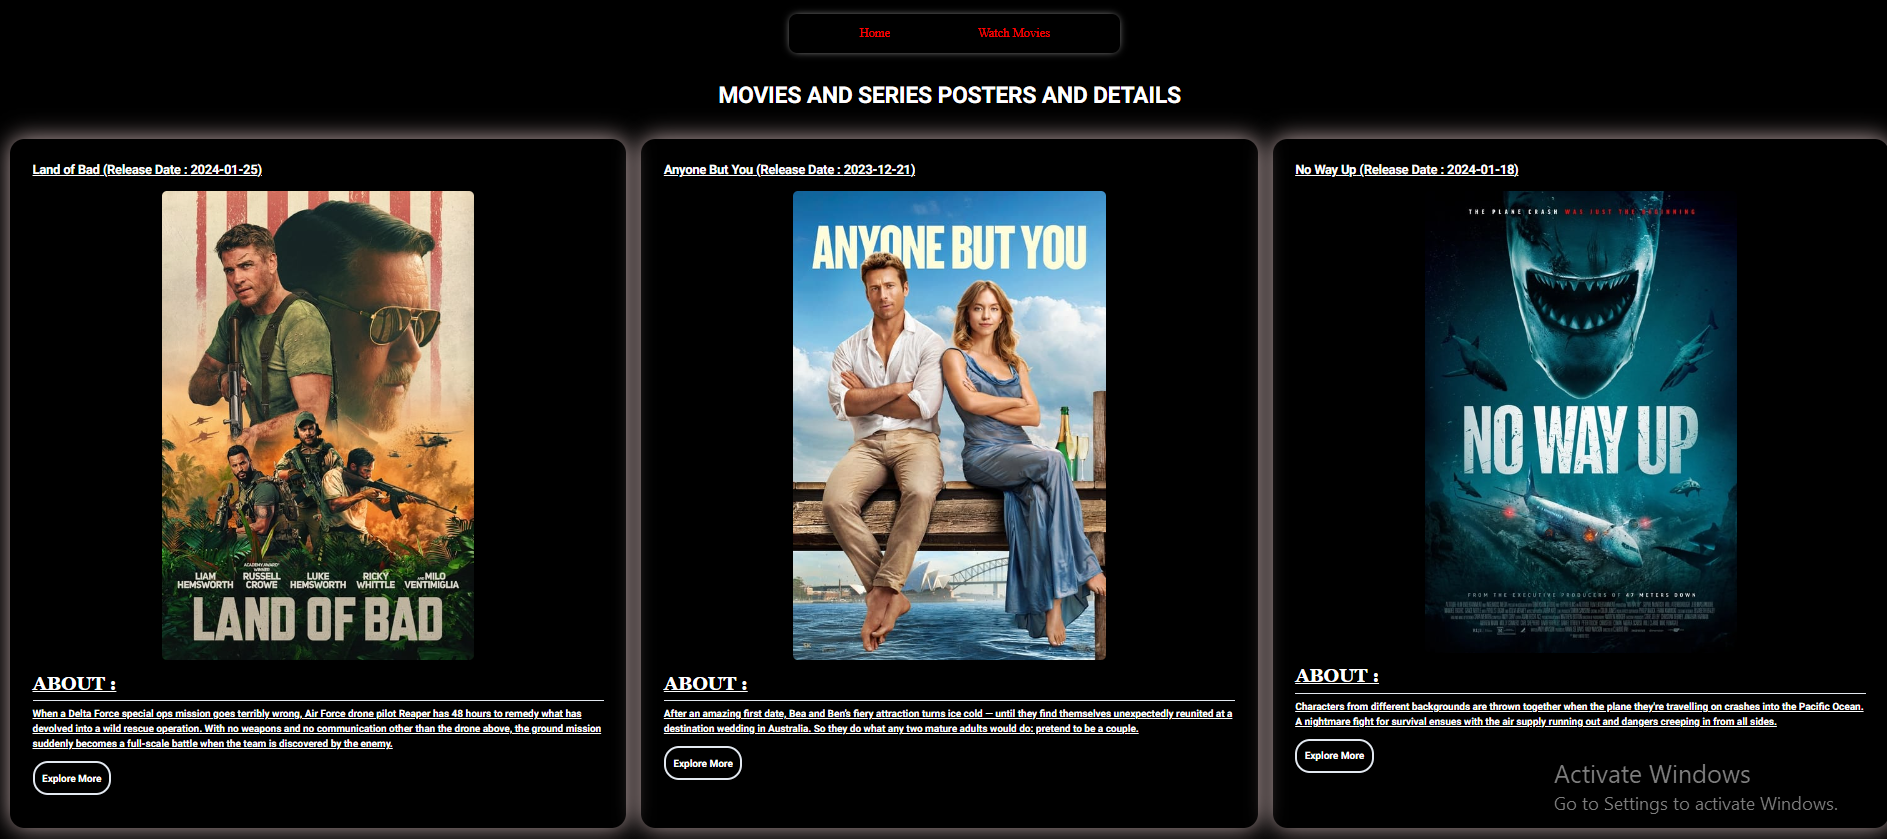 Home
Watch Movies
MOVIES AND SERIES POSTERS AND DETAILS
Land of Bad (Release Date : 2024-01-25)
LIAM HEMSWORTH
ACADEMY AWARD® WINNER RUSSELL CROWE
LUKE HEMSWORTH
RICKY WHITTLE
AND MILO VENTIMIGLIA
LAND OF BAD
ABOUT :
When a Delta Force special ops mission goes terribly wrong, Air Force drone pilot Reaper has 48 hours to remedy what has
devolved into a wild rescue operation. With no weapons and no communication other than the drone above, the ground mission
suddenly becomes a full-scale battle when the team is discovered by the enemy.
Explore More
Anyone But You (Release Date : 2023-12-21)
ANYONE BUT YOU
ABOUT :
After an amazing first date, Bea and Ben's fiery attraction turns ice cold — until they find themselves unexpectedly reunited at a
destination wedding in Australia. So they do what any two mature adults would do: pretend to be a couple.
Explore More
No Way Up (Release Date : 2024-01-18)
THE PLANE CRASH WAS JUST THE BEGINNING
NO WAY UP
FROM THE EXECUTIVE PRODUCERS OF 47 METERS DOWN
ABOUT :
Characters from different backgrounds are thrown together when the plane they're travelling on crashes into the Pacific Ocean.
A nightmare fight for survival ensues with the air supply running out and dangers creeping in from all sides.
Explore More
Activate Windows
Go to Settings to activate Windows.